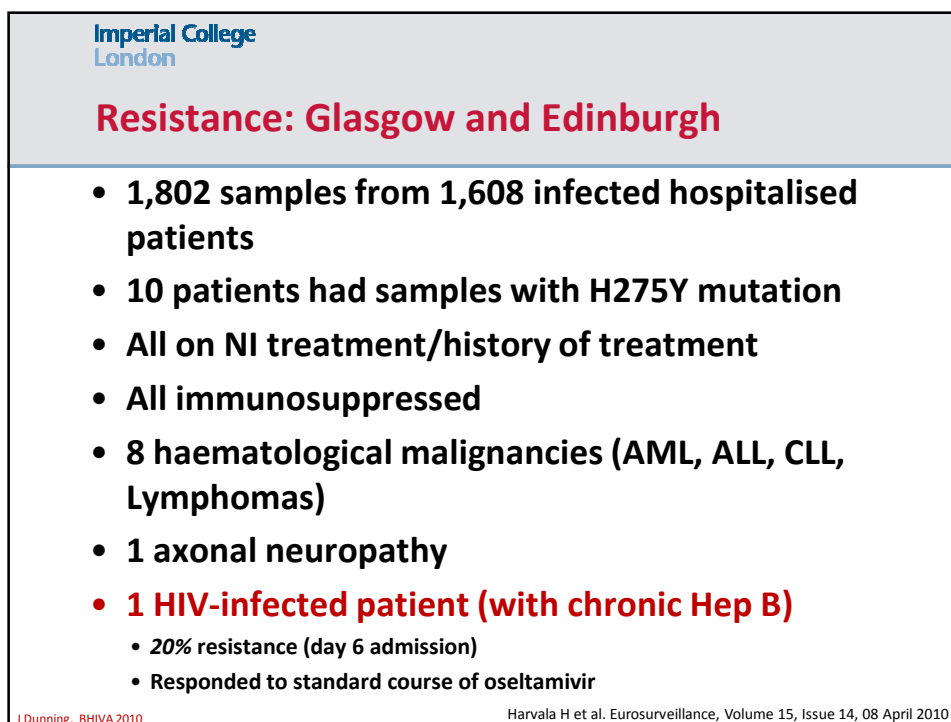 Imperial College
London
Resistance: Glasgow and Edinburgh
• 1,802 samples from 1,608 infected hospitalised
patients
• 10 patients had samples with H275Y mutation
• All on NI treatment/history of treatment
• All immunosuppressed
• 8 haematological malignancies (AML, ALL, CLL,
Lymphomas)
• 1 axonal neuropathy
• 1 HIV-infected patient (with chronic Hep B)
• 20% resistance (day 6 admission)
• Responded to standard course of oseltamivir
J Dunning, BHIVA 2010
Harvala H et al. Eurosurveillance, Volume 15, Issue 14, 08 April 2010